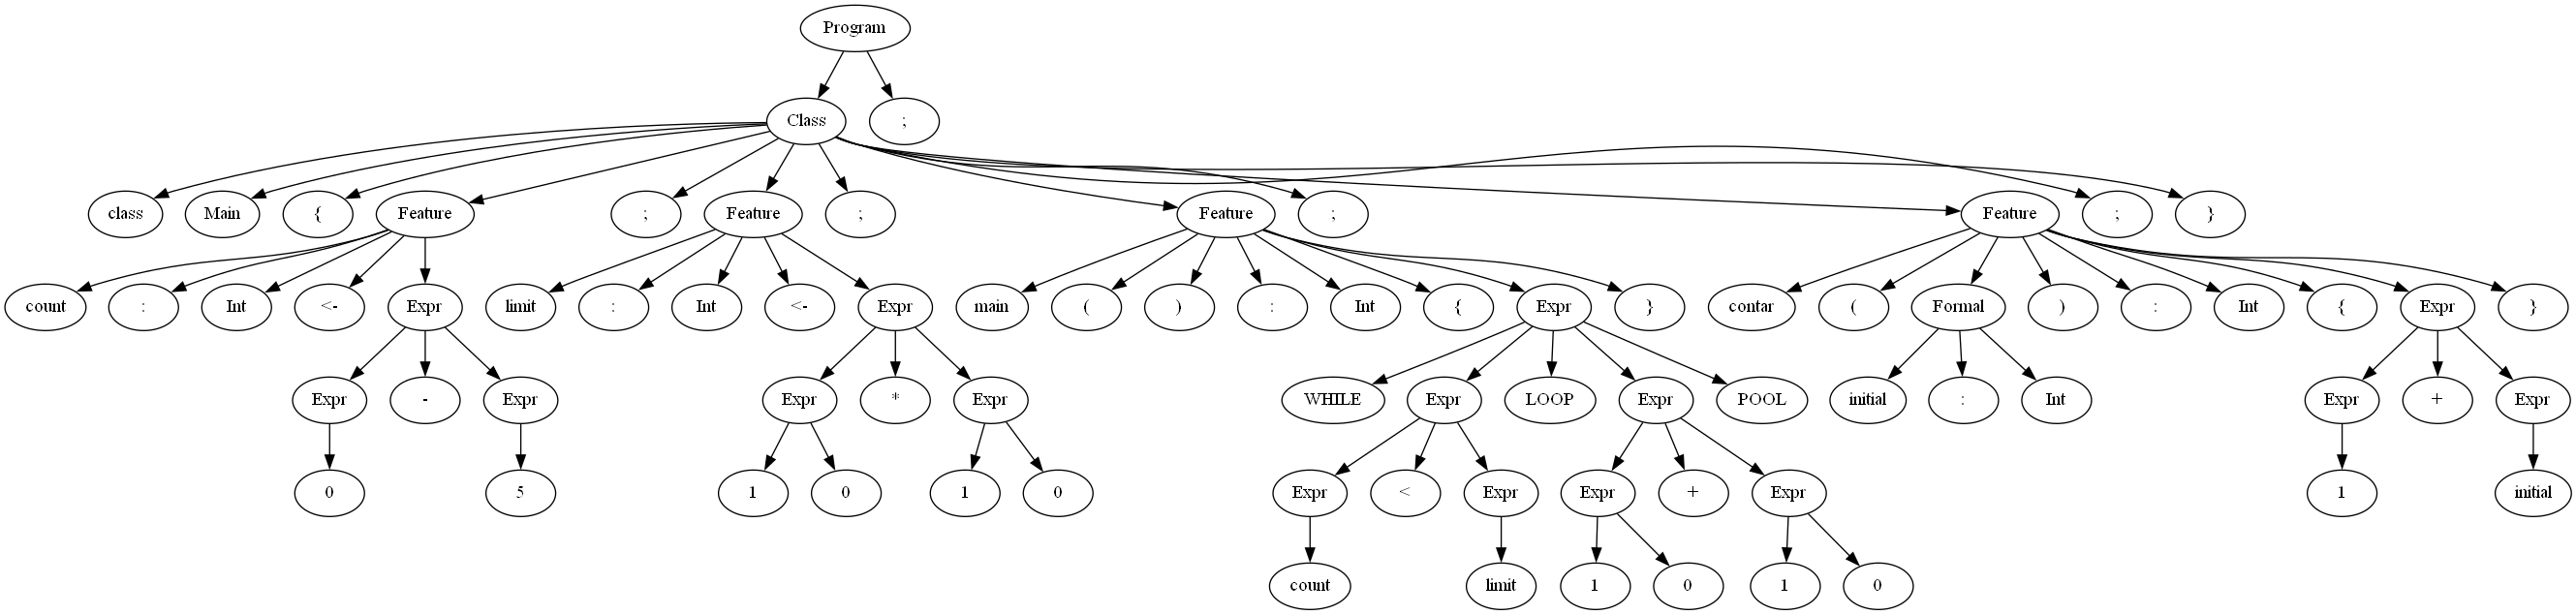 Program
Class ;
class Main { Feature ; Feature ; Feature ; Feature ; }
count : Int <- Expr limit : Int <- Expr main ( ) : Int { Expr } contar ( Formal ) : Int { Expr }
Expr - Expr Expr * Expr WHILE Expr LOOP Expr POOL initial : Int Expr + Expr
0 5 1 0 1 0 Expr < Expr Expr + Expr 1 initial
count limit 1 0 1 0